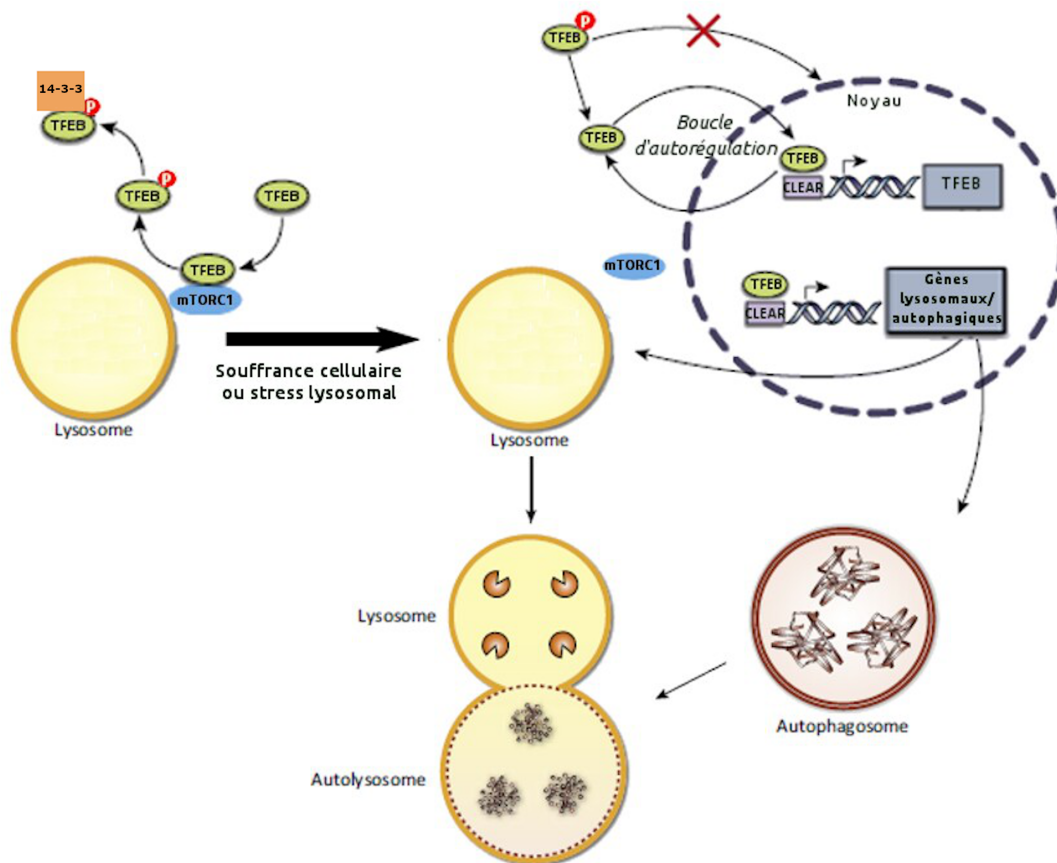 P
TFEB
Noyau
14-3-3
P
TFEB
TFEB
Boucle
d'autorégulation
TFEB
CLEAR
TFEB
P
TFEB
TFEB
TFEB
mTORC1
mTORC1
TFEB
CLEAR
Gènes
lysosomaux/
autophagiques
Souffrance cellulaire
ou stress lysosomal
Lysosome
Lysosome
Lysosome
Autophagosome
Autolysosome